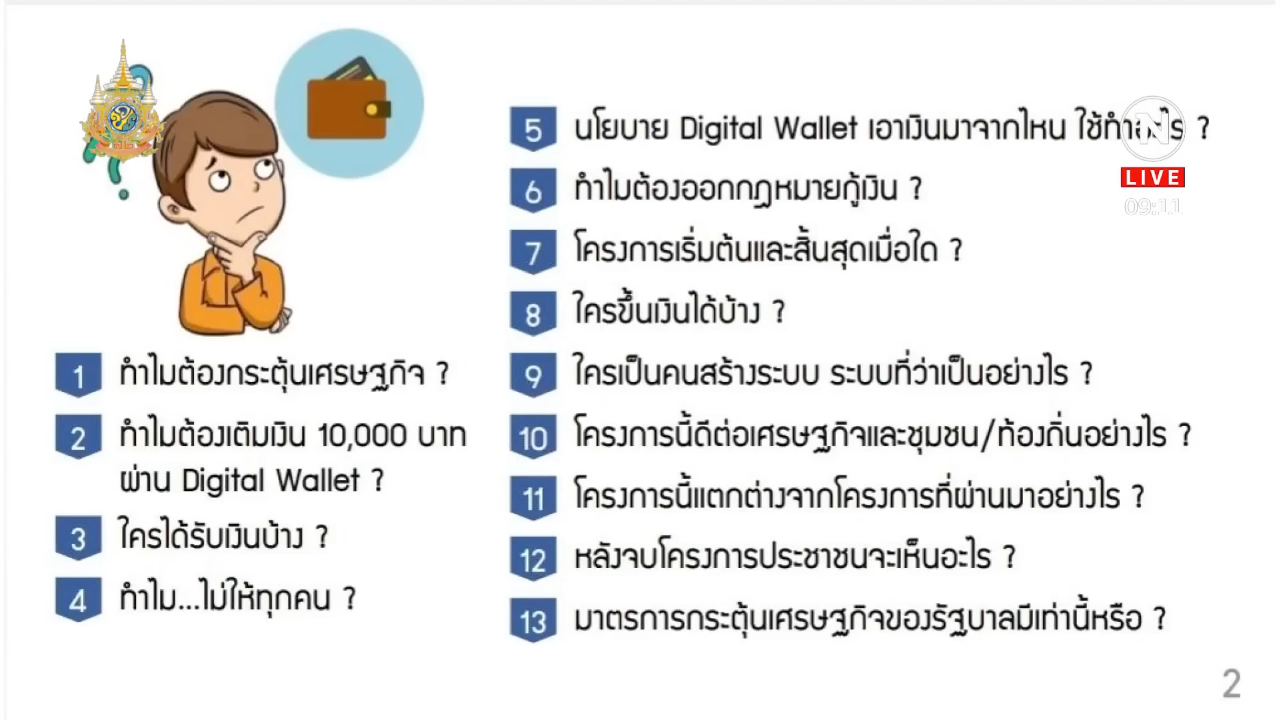 1 ทำไมต้องกระตุ้นเศรษฐกิจ ?
2 ทำไมต้องเติมเงิน 10,000 บาท
ผ่าน Digital Wallet ?
3 ใครได้รับเงินบ้าง ?
4 ทำไม...ไม่ให้ทุกคน ?
5 นโยบาย Digital Wallet เอาเงินมาจากไหน ใช้ทำอะไร ?
6 ทำไมต้องออกกฎหมายกู้เงิน ?
7 โครงการเริ่มต้นและสิ้นสุดเมื่อใด ?
8 ใครขึ้นเงินได้บ้าง ?
9 ใครเป็นคนสร้างระบบ ระบบที่ว่าเป็นอย่างไร ?
10 โครงการนี้ดีต่อเศรษฐกิจและชุมชน/ท้องถิ่นอย่างไร ?
11 โครงการนี้แตกต่างจากโครงการที่ผ่านมาอย่างไร ?
12 หลังจบโครงการประชาชนจะเห็นอะไร ?
13 มาตรการกระตุ้นเศรษฐกิจของรัฐบาลมีเท่านี้หรือ ?
N
LIVE
09:11
2